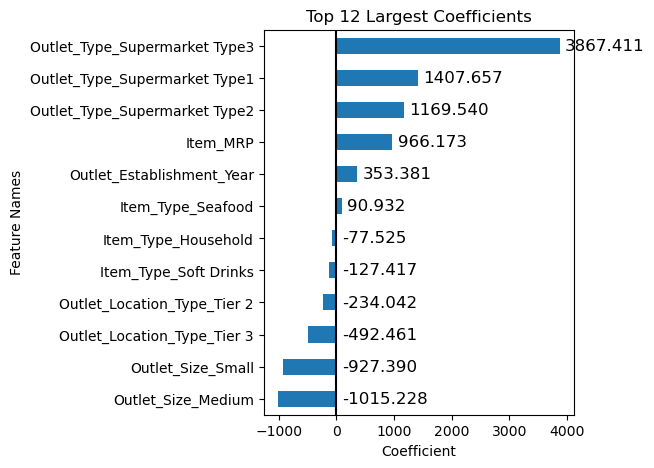 Top 12 Largest Coefficients
Outlet_Type_Supermarket Type3 3867.411
Outlet_Type_Supermarket Type1 1407.657
Outlet_Type_Supermarket Type2 1169.540
Item_MRP 966.173
Outlet_Establishment_Year 353.381
Item_Type_Seafood 90.932
Item_Type_Household -77.525
Item_Type_Soft Drinks -127.417
Outlet_Location_Type_Tier 2 -234.042
Outlet_Location_Type_Tier 3 -492.461
Outlet_Size_Small -927.390
Outlet_Size_Medium -1015.228
Feature Names
−1000 0 1000 2000 3000 4000
Coefficient